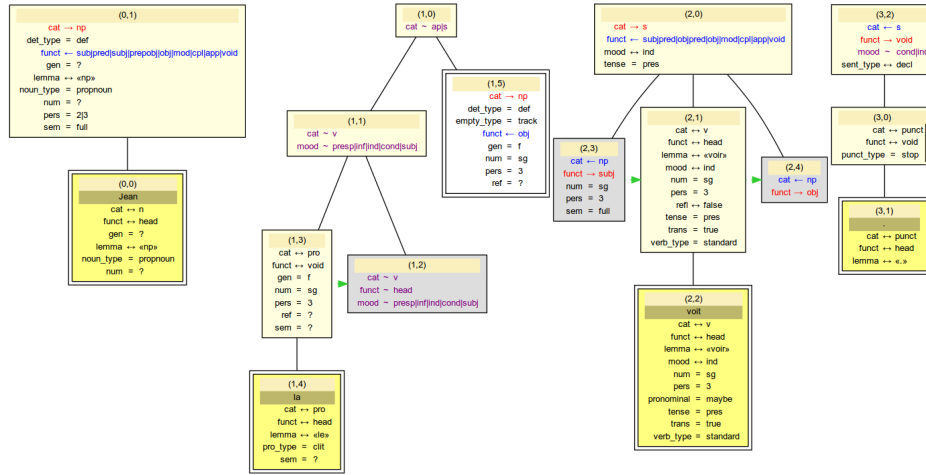 (0,1)
cat → np
det_type = def
funct ← subjpred|subj|prepobj|obj|mod|cpl|app|void
gen = ?
lemma ↔ «np»
noun_type = propnoun
num = ?
pers = 2|3
sem = full
(0,0)
Jean
cat ↔ n
funct ↔ head
gen = ?
lemma ↔ «np»
noun_type = propnoun
num = ?
(1,0)
cat ~ ap|s
(1,1)
cat ~ v
mood ~ presp|inf|ind|cond|subj
(1,5)
cat → np
det_type = def
empty_type = track
funct ← obj
gen = f
num = sg
pers = 3
ref = ?
(1,3)
cat ↔ pro
funct ↔ void
gen = f
num = sg
pers = 3
ref = ?
sem = ?
(1,2)
cat ~ v
funct ~ head
mood ~ presp|inf|ind|cond|subj
(1,4)
la
cat ↔ pro
funct ↔ head
lemma ↔ «le»
pro_type = clit
sem = ?
(2,0)
cat → s
funct ← subjpred|objpred|obj|mod|cpl|app|void
mood ↔ ind
tense = pres
(2,3)
cat ← np
funct → subj
num = sg
pers = 3
sem = full
(2,1)
cat ↔ v
funct ↔ head
lemma ↔ «voir»
mood ↔ ind
num = sg
pers = 3
refl ↔ false
tense = pres
trans = true
verb_type = standard
(2,4)
cat ← np
funct → obj
(2,2)
voit
cat ↔ v
funct ↔ head
lemma ↔ «voir»
mood ↔ ind
num = sg
pers = 3
pronominal = maybe
tense = pres
trans = true
verb_type = standard
(3,2)
cat ← s
funct → void
mood ~ cond|ind
sent_type ↔ decl
(3,0)
cat ↔ punct
funct ↔ void
punct_type = stop
(3,1)
.
cat ↔ punct
funct ↔ head
lemma ↔ «.»